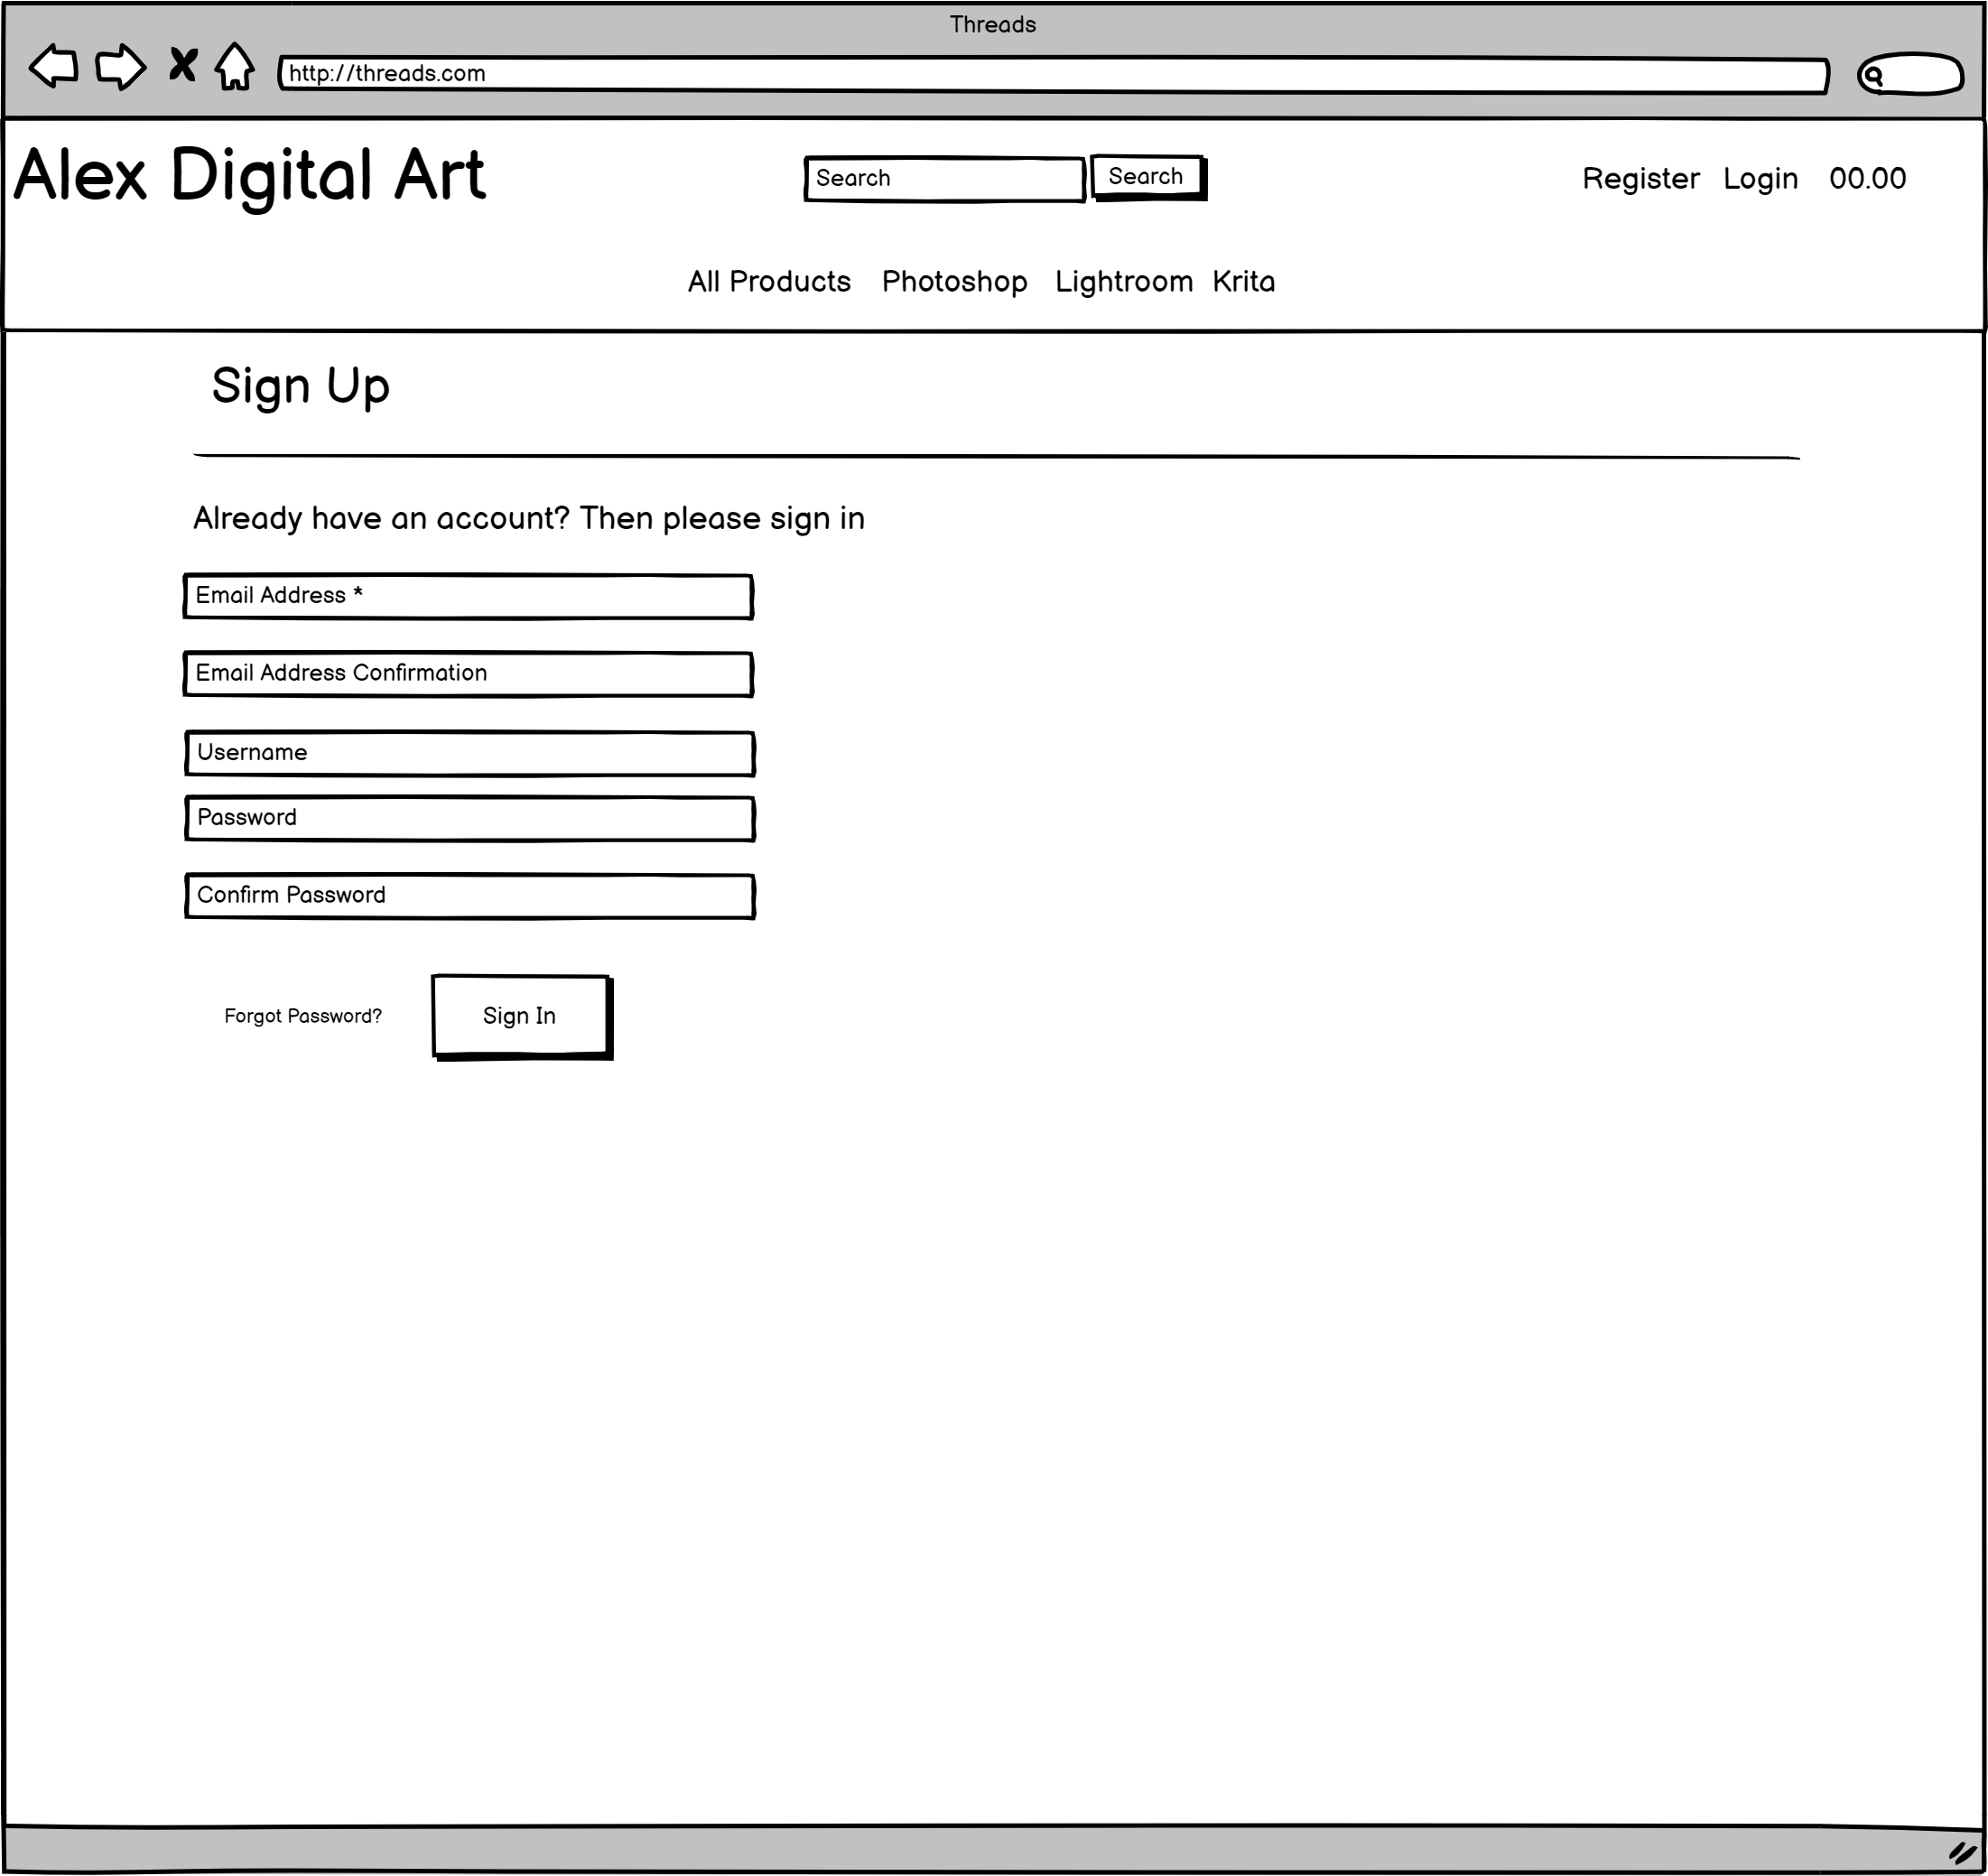 Threads
http://threads.com
Alex Digital Art
Search
Search
Register Login 00.00
All Products Photoshop Lightroom Krita
Sign Up
Already have an account? Then please sign in
Email Address *
Email Address Confirmation
Username
Password
Confirm Password
Forgot Password?
Sign In